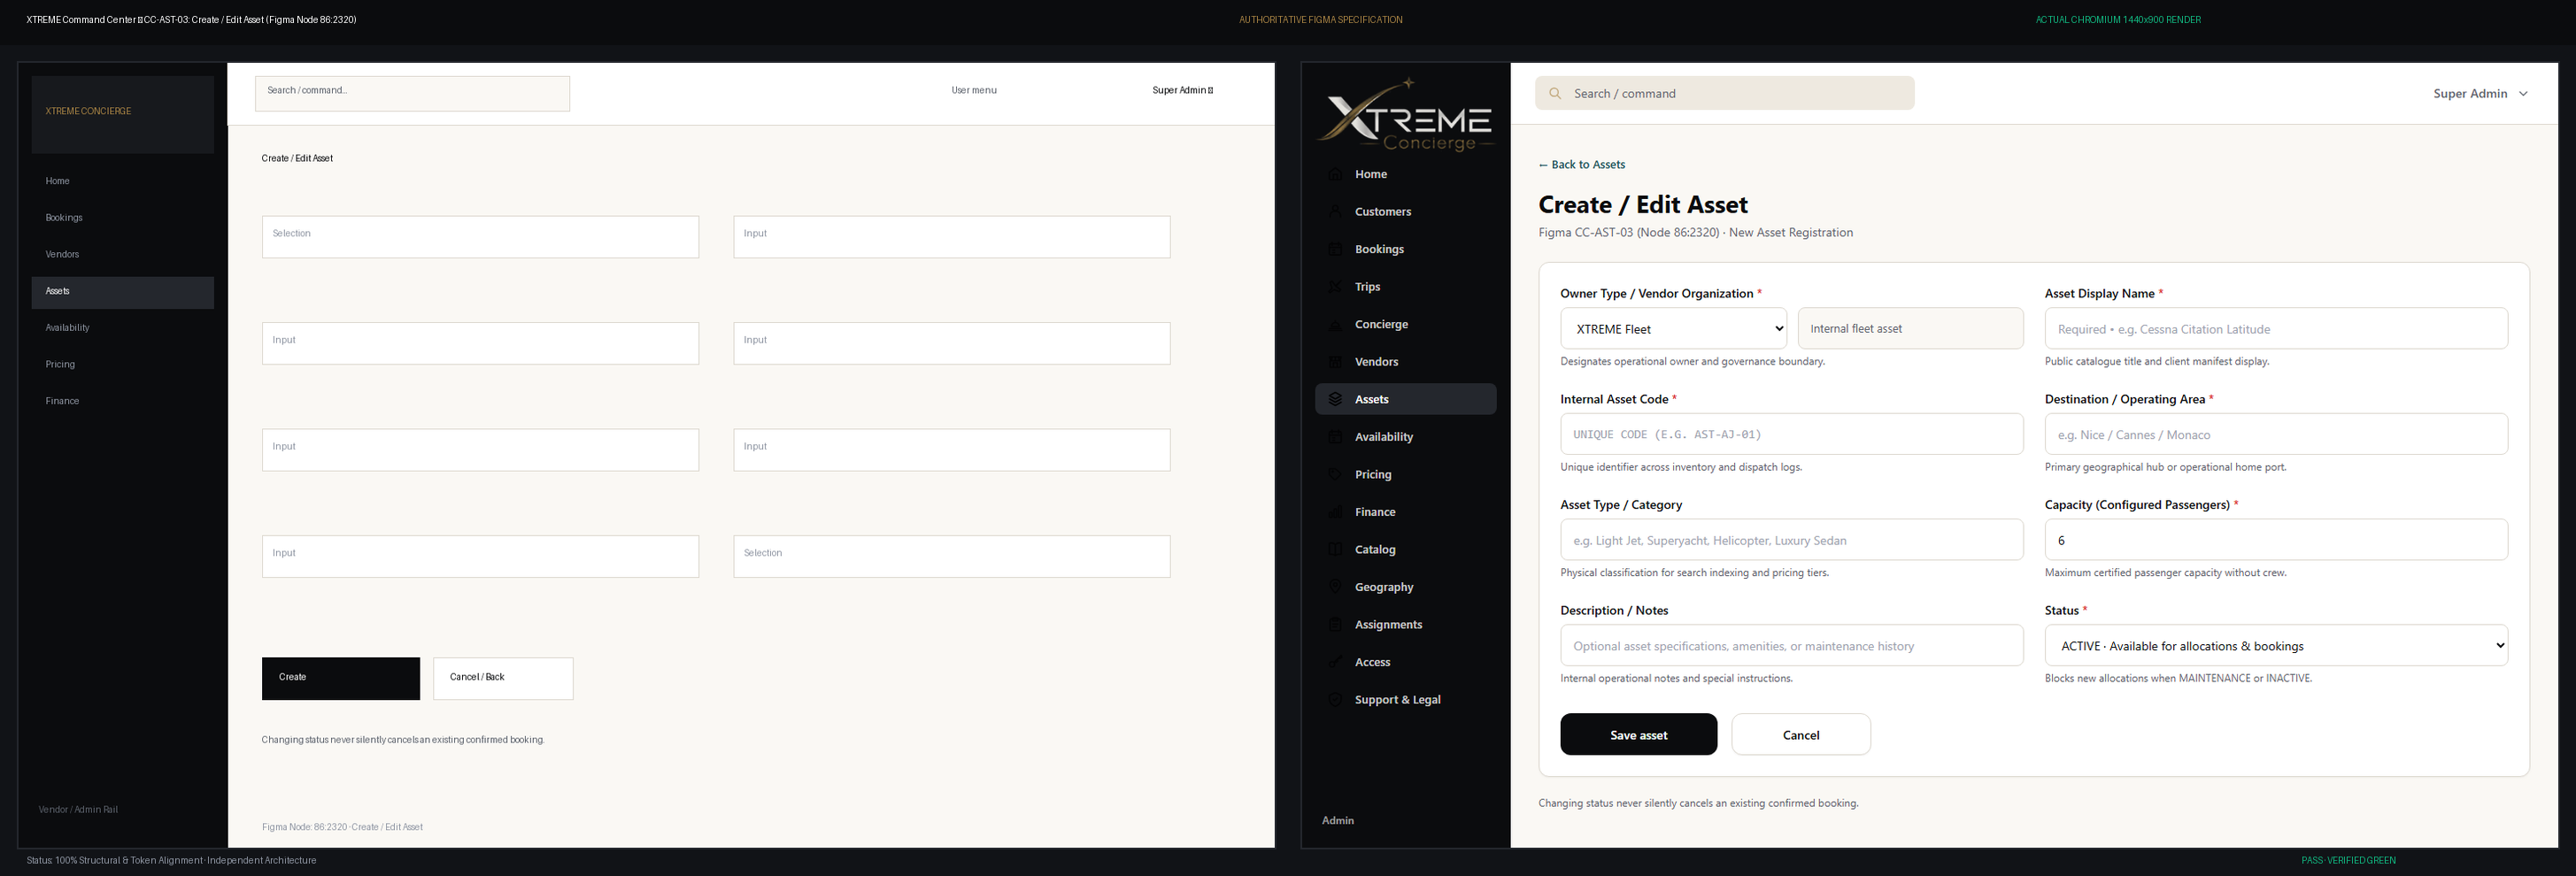 XTREME Command Center □ CC-AST-03: Create / Edit Asset (Figma Node 86:2320)
AUTHORITATIVE FIGMA SPECIFICATION
ACTUAL CHROMIUM 1440x900 RENDER
XTREME CONCIERGE
Home
Bookings
Vendors
Assets
Availability
Pricing
Finance
Vendor / Admin Rail
Search / command...
User menu
Super Admin □
Create / Edit Asset
Selection
Input
Input
Input
Input
Input
Input
Selection
Create
Cancel / Back
Changing status never silently cancels an existing confirmed booking.
Figma Node: 86:2320 · Create / Edit Asset
XTREME
Concierge
Home
Customers
Bookings
Trips
Concierge
Vendors
Assets
Availability
Pricing
Finance
Catalog
Geography
Assignments
Access
Support & Legal
Admin
Search / command
Super Admin
← Back to Assets
Create / Edit Asset
Figma CC-AST-03 (Node 86:2320) · New Asset Registration
Owner Type / Vendor Organization *
XTREME Fleet
Internal fleet asset
Designates operational owner and governance boundary.
Asset Display Name *
Required • e.g. Cessna Citation Latitude
Public catalogue title and client manifest display.
Internal Asset Code *
UNIQUE CODE (E.G. AST-AJ-01)
Unique identifier across inventory and dispatch logs.
Destination / Operating Area *
e.g. Nice / Cannes / Monaco
Primary geographical hub or operational home port.
Asset Type / Category
e.g. Light Jet, Superyacht, Helicopter, Luxury Sedan
Physical classification for search indexing and pricing tiers.
Capacity (Configured Passengers) *
6
Maximum certified passenger capacity without crew.
Description / Notes
Optional asset specifications, amenities, or maintenance history
Internal operational notes and special instructions.
Status *
ACTIVE · Available for allocations & bookings
Blocks new allocations when MAINTENANCE or INACTIVE.
Save asset
Cancel
Changing status never silently cancels an existing confirmed booking.
Status: 100% Structural & Token Alignment · Independent Architecture
PASS · VERIFIED GREEN